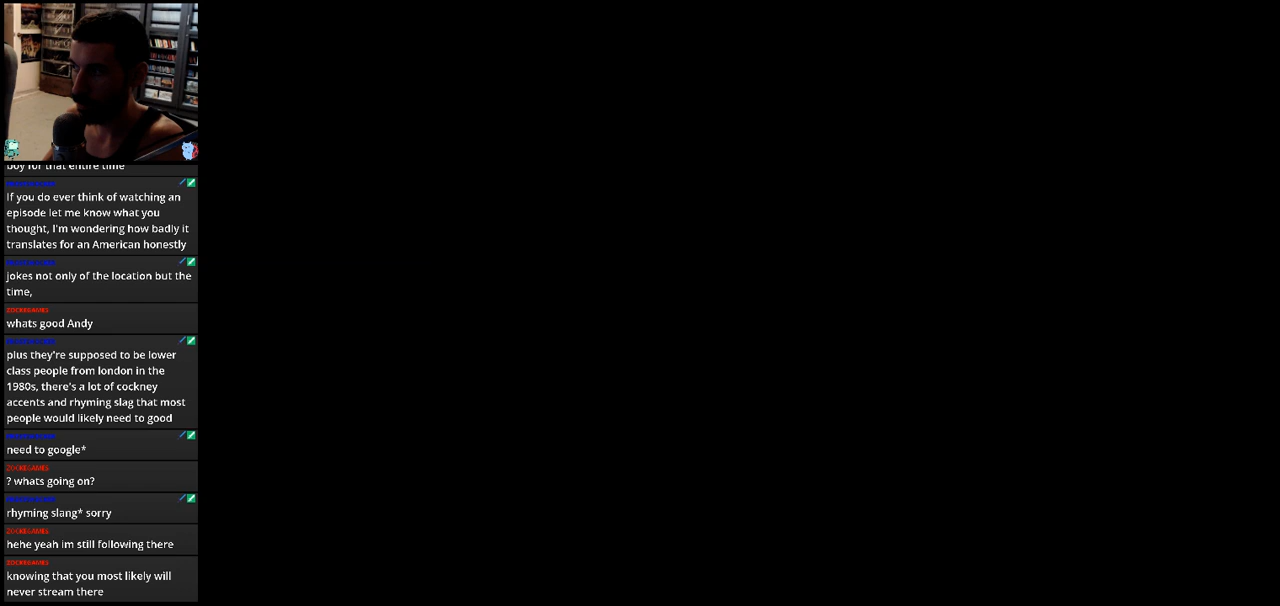 boy for that entire time
If you do ever think of watching an
episode let me know what you
thought, I'm wondering how badly it
translates for an American honestly
jokes not only of the location but the
time,
ZOCKEGAMES
whats good Andy
plus they're supposed to be lower
class people from london in the
1980s, there's a lot of cockney
accents and rhyming slag that most
people would likely need to good
need to google*
ZOCKEGAMES
? whats going on?
rhyming slang* sorry
ZOCKEGAMES
hehe yeah im still following there
ZOCKEGAMES
knowing that you most likely will
never stream there